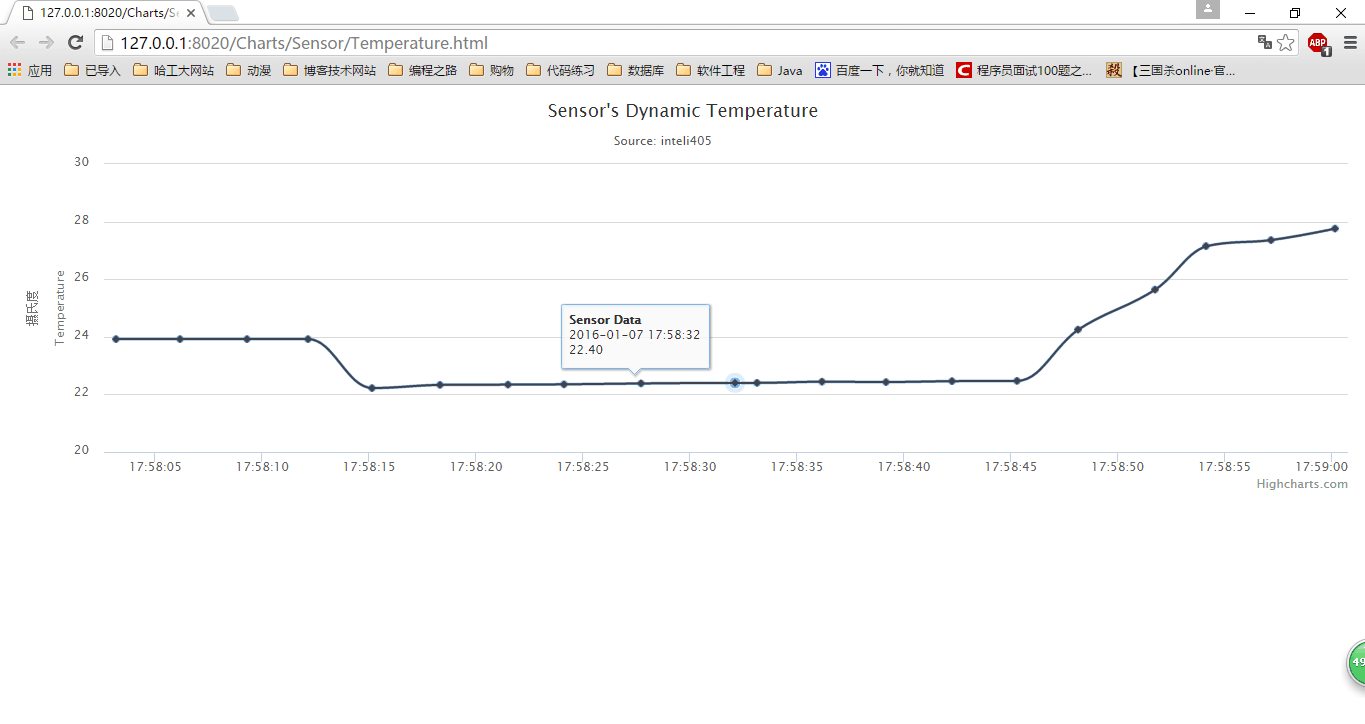 127.0.0.1:8020/Charts/Se
127.0.0.1:8020/Charts/Sensor/Temperature.html
ABP
1
应用 已导入 哈工大网站 动漫 博客技术网站 编程之路 购物 代码练习 数据库 软件工程 Java 百度一下，你就知道 C 程序员面试100题之... 殺 【三国杀online·官...
Sensor's Dynamic Temperature
Source: inteli405
30
28
26
24
22
20
摄氏度
Temperature
Sensor Data
2016-01-07 17:58:32
22.40
17:58:05 17:58:10 17:58:15 17:58:20 17:58:25 17:58:30 17:58:35 17:58:40 17:58:45 17:58:50 17:58:55 17:59:00
Highcharts.com
49